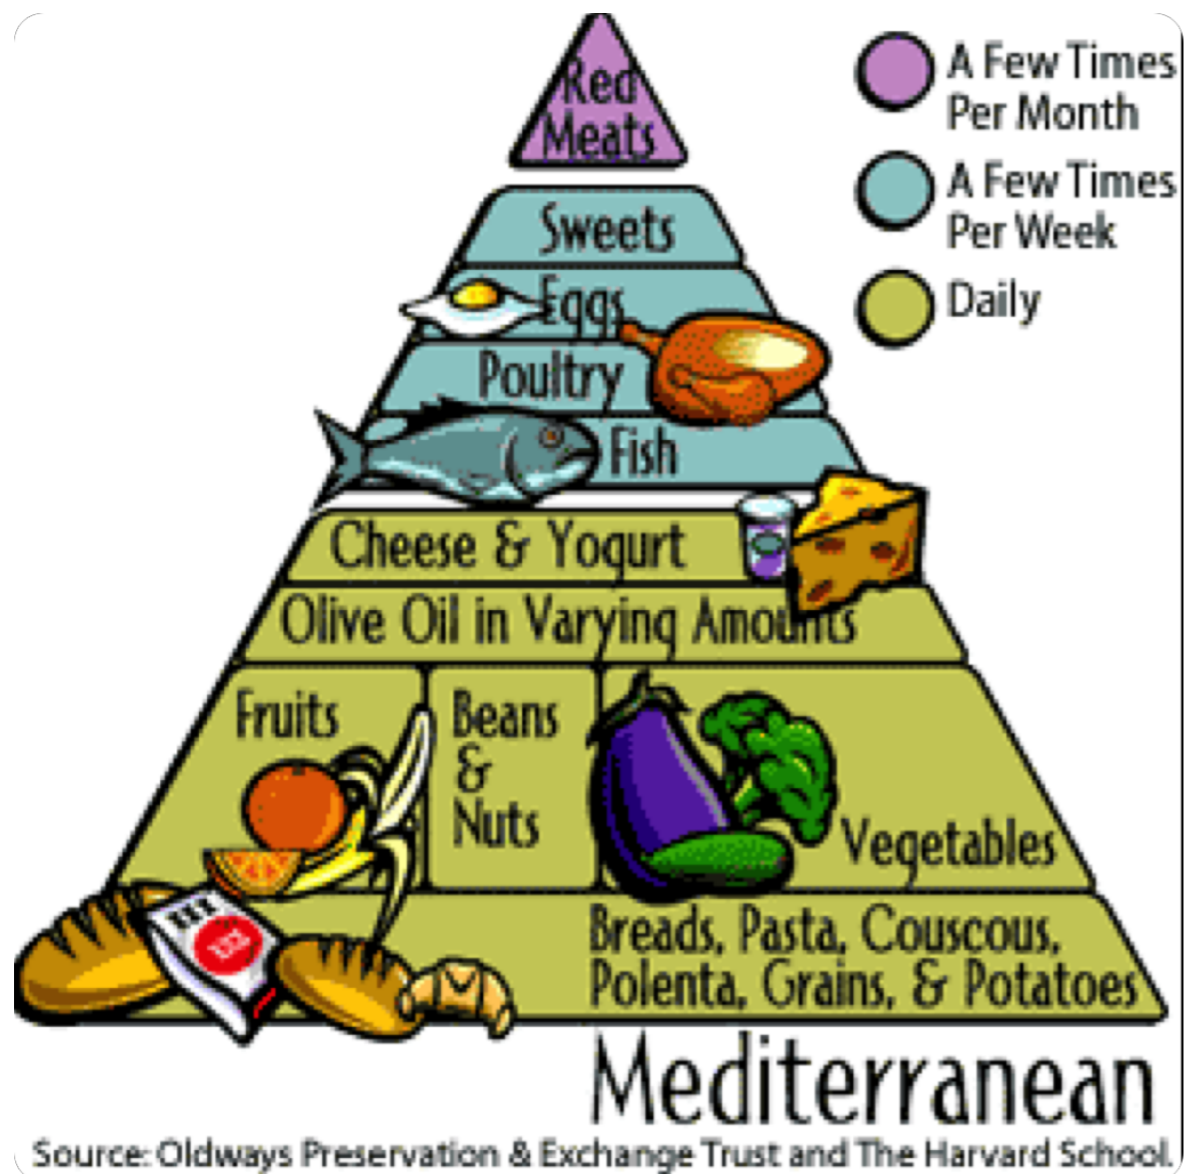 Red
Meats
A Few Times
Per Month
A Few Times
Per Week
Daily
Sweets
Eggs
Poultry
Fish
Cheese & Yogurt
Olive Oil in Varying Amounts
Fruits
Beans
&
Nuts
Vegetables
Breads, Pasta, Couscous,
Polenta, Grains, & Potatoes
Mediterranean
Source: Oldways Preservation & Exchange Trust and The Harvard School.